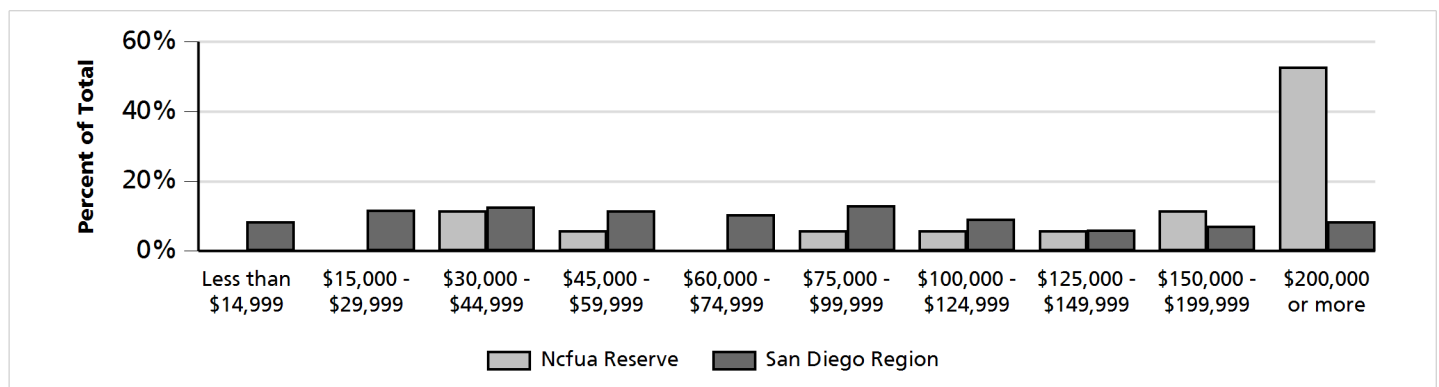 60%
40%
20%
0%
Percent of Total
Less than $14,999
$15,000 - $29,999
$30,000 - $44,999
$45,000 - $59,999
$60,000 - $74,999
$75,000 - $99,999
$100,000 - $124,999
$125,000 - $149,999
$150,000 - $199,999
$200,000 or more
Ncfua Reserve
San Diego Region